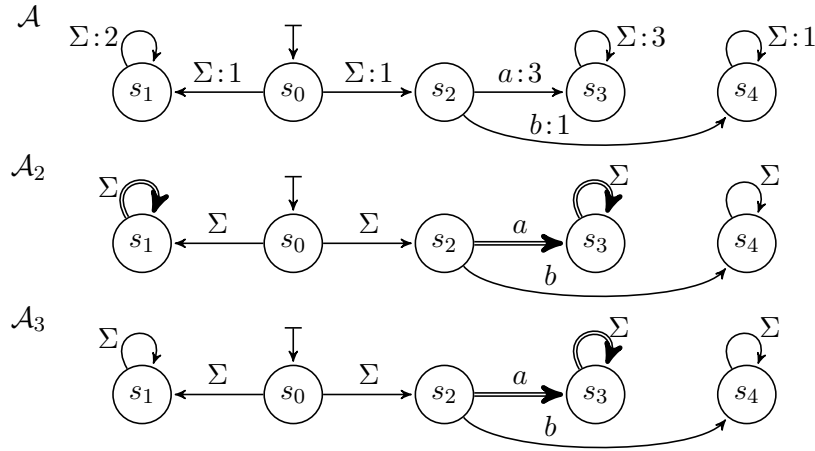 𝒜
Σ:2 Σ:3 Σ:1
Σ:1 Σ:1 a:3
s₁ s₀ s₂ s₃ s₄
b:1
𝒜₂
Σ Σ Σ
Σ Σ a
s₁ s₀ s₂ s₃ s₄
b
𝒜₃
Σ Σ Σ
Σ Σ a
s₁ s₀ s₂ s₃ s₄
b